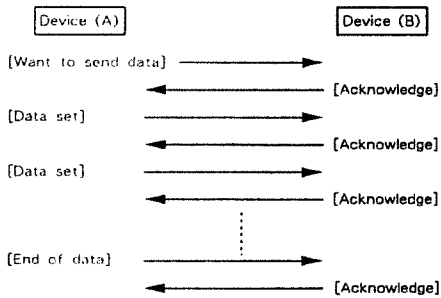 Device (A) Device (B)
[Want to send data]
[Acknowledge]
[Data set]
[Acknowledge]
[Data set]
[Acknowledge]
[End of data]
[Acknowledge]